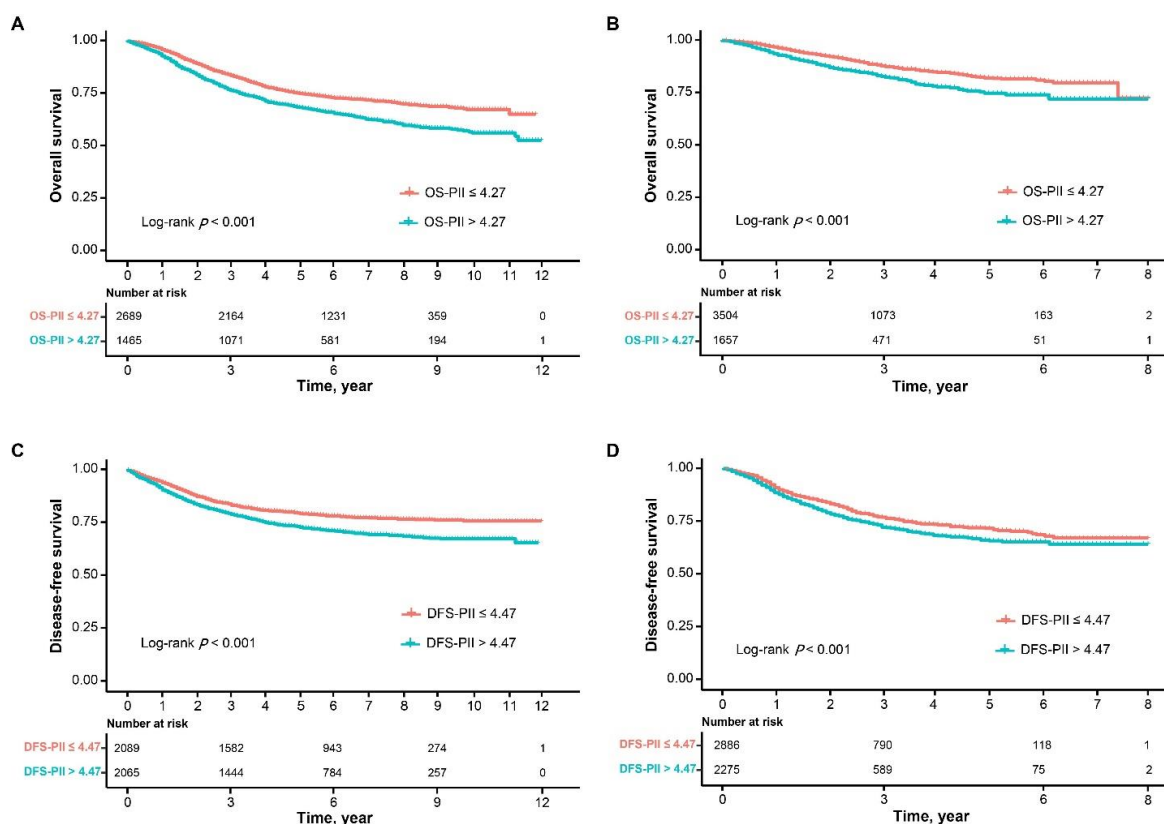 A
1.00
0.75
0.50
0.25
0.00
Overall survival
OS-PII ≤ 4.27
OS-PII > 4.27
Log-rank P < 0.001
0 1 2 3 4 5 6 7 8 9 10 11 12
Number at risk
OS-PII ≤ 4.27 2689 2164 1231 359 0
OS-PII > 4.27 1465 1071 581 194 1
0 3 6 9 12
Time, year
B
1.00
0.75
0.50
0.25
0.00
Overall survival
OS-PII ≤ 4.27
OS-PII > 4.27
Log-rank P < 0.001
0 1 2 3 4 5 6 7 8
Number at risk
OS-PII ≤ 4.27 3504 1073 163 2
OS-PII > 4.27 1657 471 51 1
0 3 6 8
Time, year
C
1.00
0.75
0.50
0.25
0.00
Disease-free survival
DFS-PII ≤ 4.47
DFS-PII > 4.47
Log-rank P < 0.001
0 1 2 3 4 5 6 7 8 9 10 11 12
Number at risk
DFS-PII ≤ 4.47 2089 1582 943 274 1
DFS-PII > 4.47 2065 1444 784 257 0
0 3 6 9 12
Time, year
D
1.00
0.75
0.50
0.25
0.00
Disease-free survival
DFS-PII ≤ 4.47
DFS-PII > 4.47
Log-rank P < 0.001
0 1 2 3 4 5 6 7 8
Number at risk
DFS-PII ≤ 4.47 2886 790 118 1
DFS-PII > 4.47 2275 589 75 2
0 3 6 8
Time, year